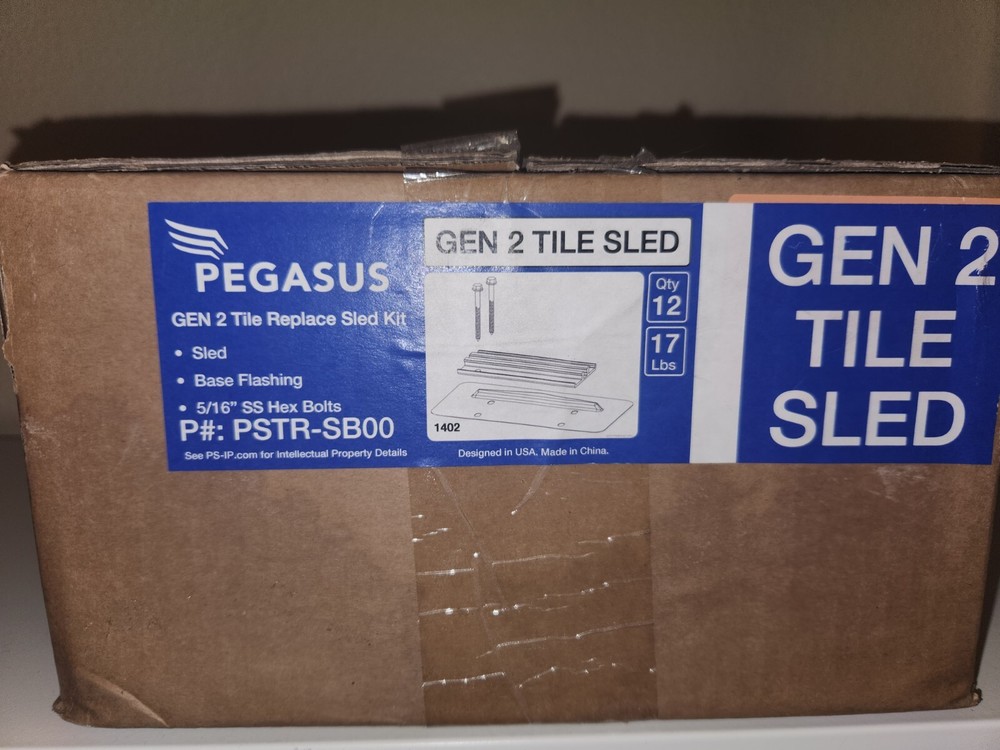 PEGASUS
GEN 2 Tile Replace Sled Kit
• Sled
• Base Flashing
• 5/16" SS Hex Bolts
P#: PSTR-SB00
See PS-IP.com for Intellectual Property Details
GEN 2 TILE SLED
Qty
12
17
Lbs
1402
Designed in USA. Made in China.
GEN 2
TILE
SLED